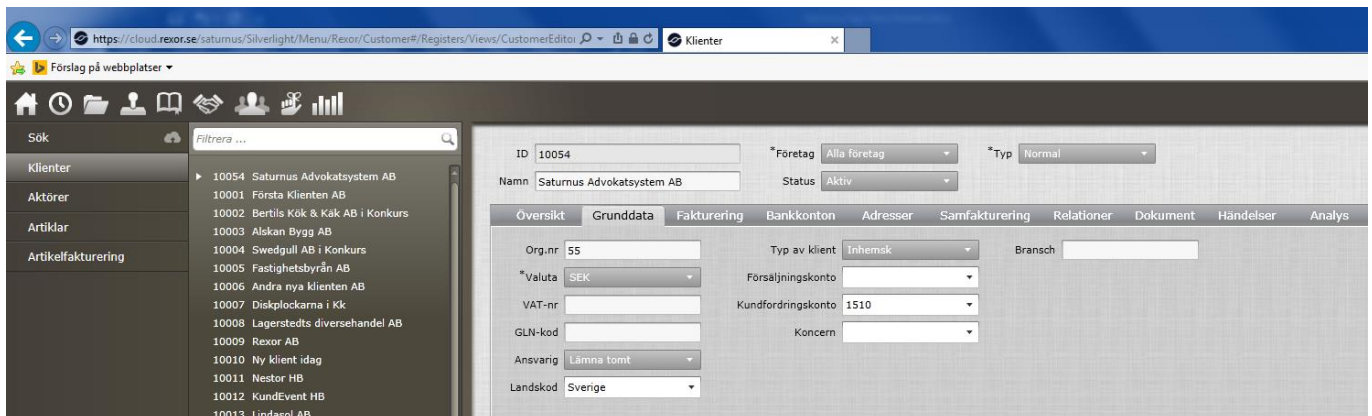 https://cloud.rexor.se/saturnus/Silverlight/Menu/Rexor/Customer#/Registers/Views/CustomerEditor
Klienter
Förslag på webbplatser
Sök
Klienter
Aktörer
Artiklar
Artikelfakturering
Filtrera ...
10054 Saturnus Advokatsystem AB
10001 Första Klienten AB
10002 Bertils Kök & Käk AB i Konkurs
10003 Alskan Bygg AB
10004 Swedgull AB i Konkurs
10005 Fastighetsbyrån AB
10006 Andra nya klienten AB
10007 Diskplockarna i Kk
10008 Lagerstedts diversehandel AB
10009 Rexor AB
10010 Ny klient idag
10011 Nestor HB
10012 KundEvent HB
10013 Lindasol AB
ID 10054 *Företag Alla företag *Typ Normal
Namn Saturnus Advokatsystem AB Status Aktiv
Översikt Grunddata Fakturering Bankkonton Adresser Samfakturering Relationer Dokument Händelser Analys
Org.nr 55 Typ av klient Inhemsk Bransch
*Valuta SEK Försäljningskonto
VAT-nr Kundfordringskonto 1510
GLN-kod Koncern
Ansvarig Lämna tomt
Landskod Sverige